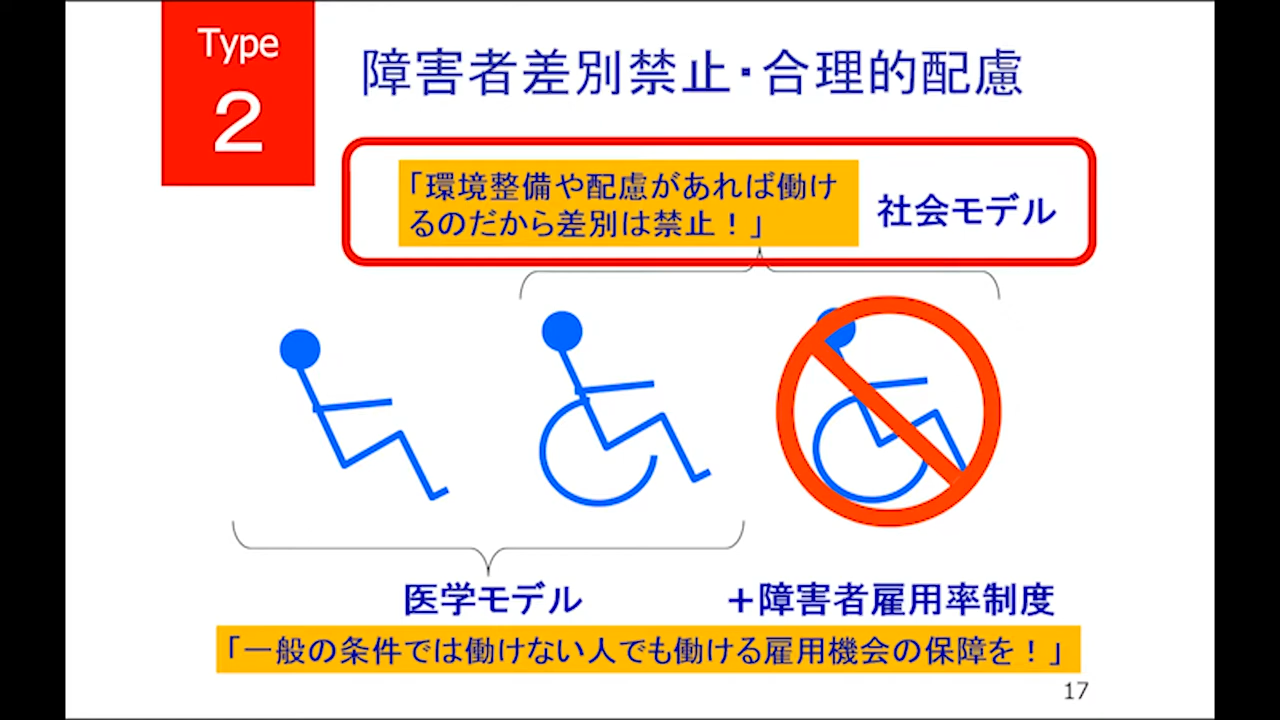 Type
2
障害者差別禁止・合理的配慮
「環境整備や配慮があれば働け
るのだから差別は禁止！」
社会モデル
医学モデル
＋障害者雇用率制度
「一般の条件では働けない人でも働ける雇用機会の保障を！」
17